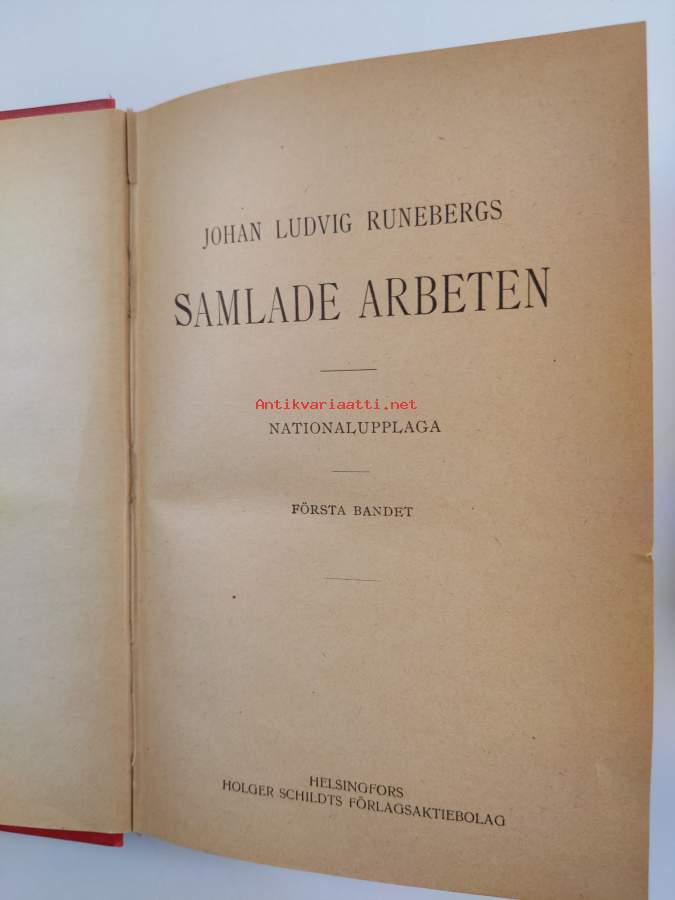 JOHAN LUDVIG RUNEBERGS
SAMLADE ARBETEN
Antikvariaatti.net
NATIONALUPPLAGA
FÖRSTA BANDET
HELSINGFORS
HOLGER SCHILDTS FÖRLAGSAKTIEBOLAG